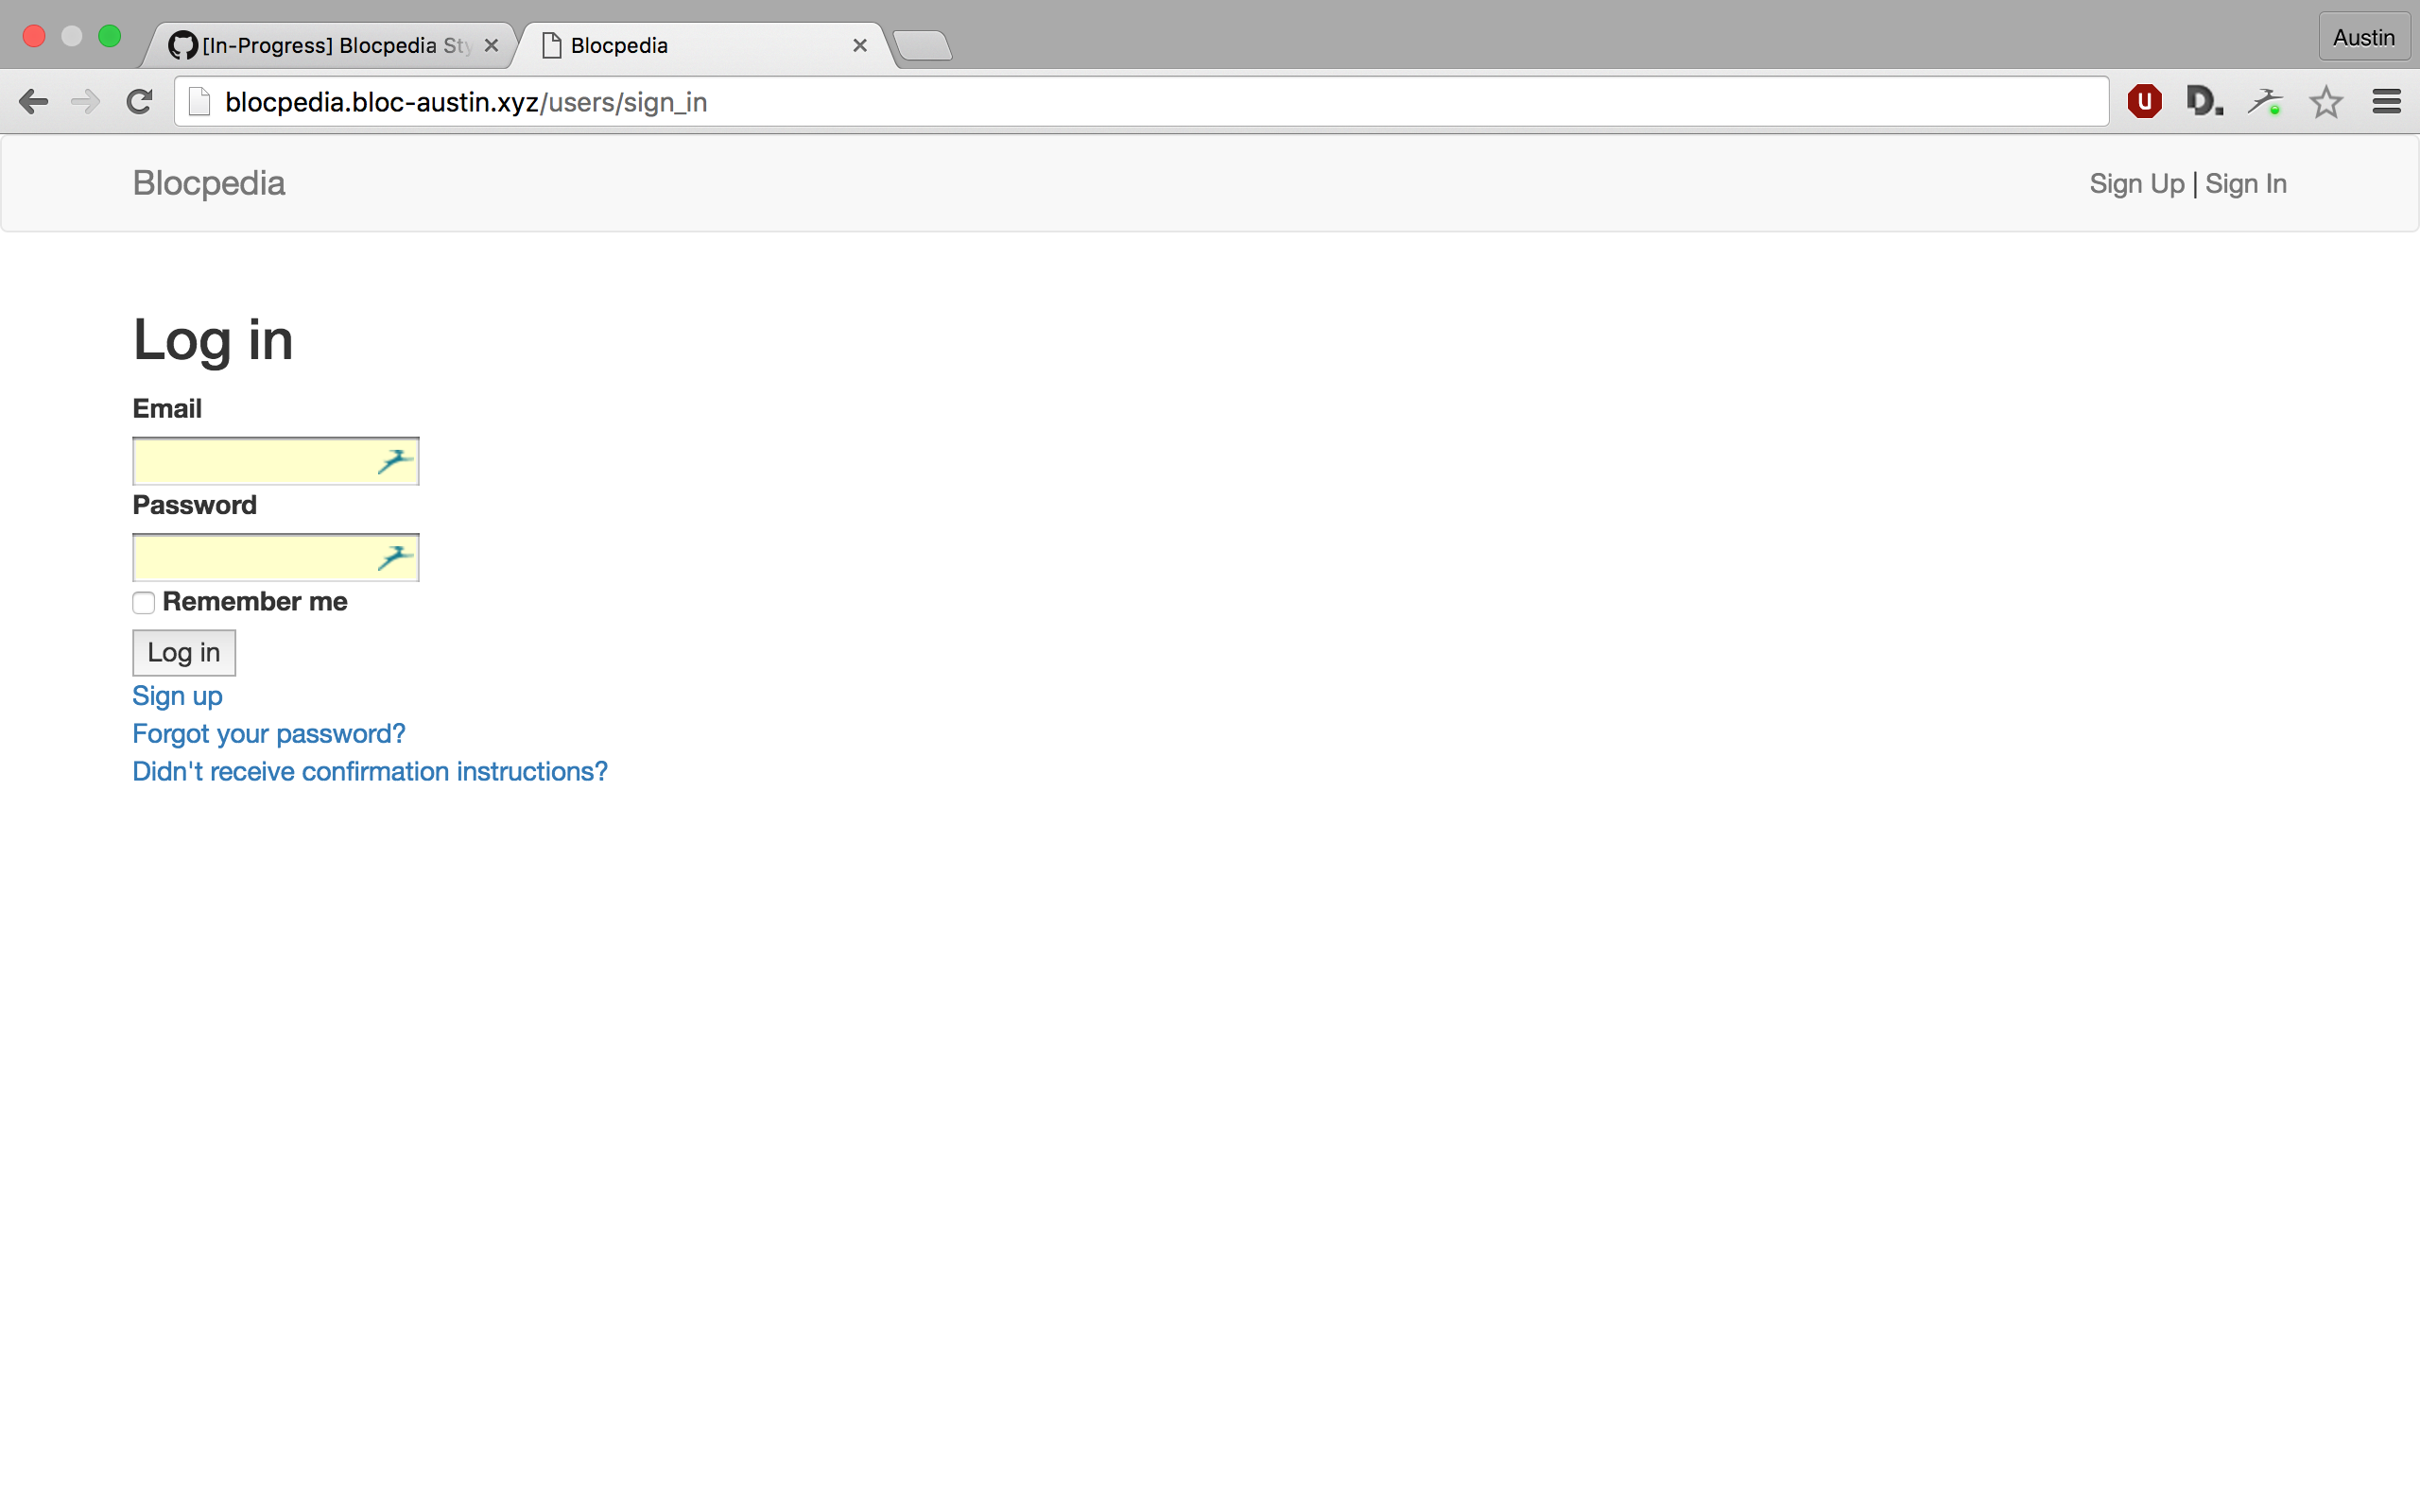 [In-Progress] Blocpedia Sty
Blocpedia
Austin
blocpedia.bloc-austin.xyz/users/sign_in
U
D.
Blocpedia
Sign Up | Sign In
Log in
Email
Password
Remember me
Log in
Sign up
Forgot your password?
Didn't receive confirmation instructions?